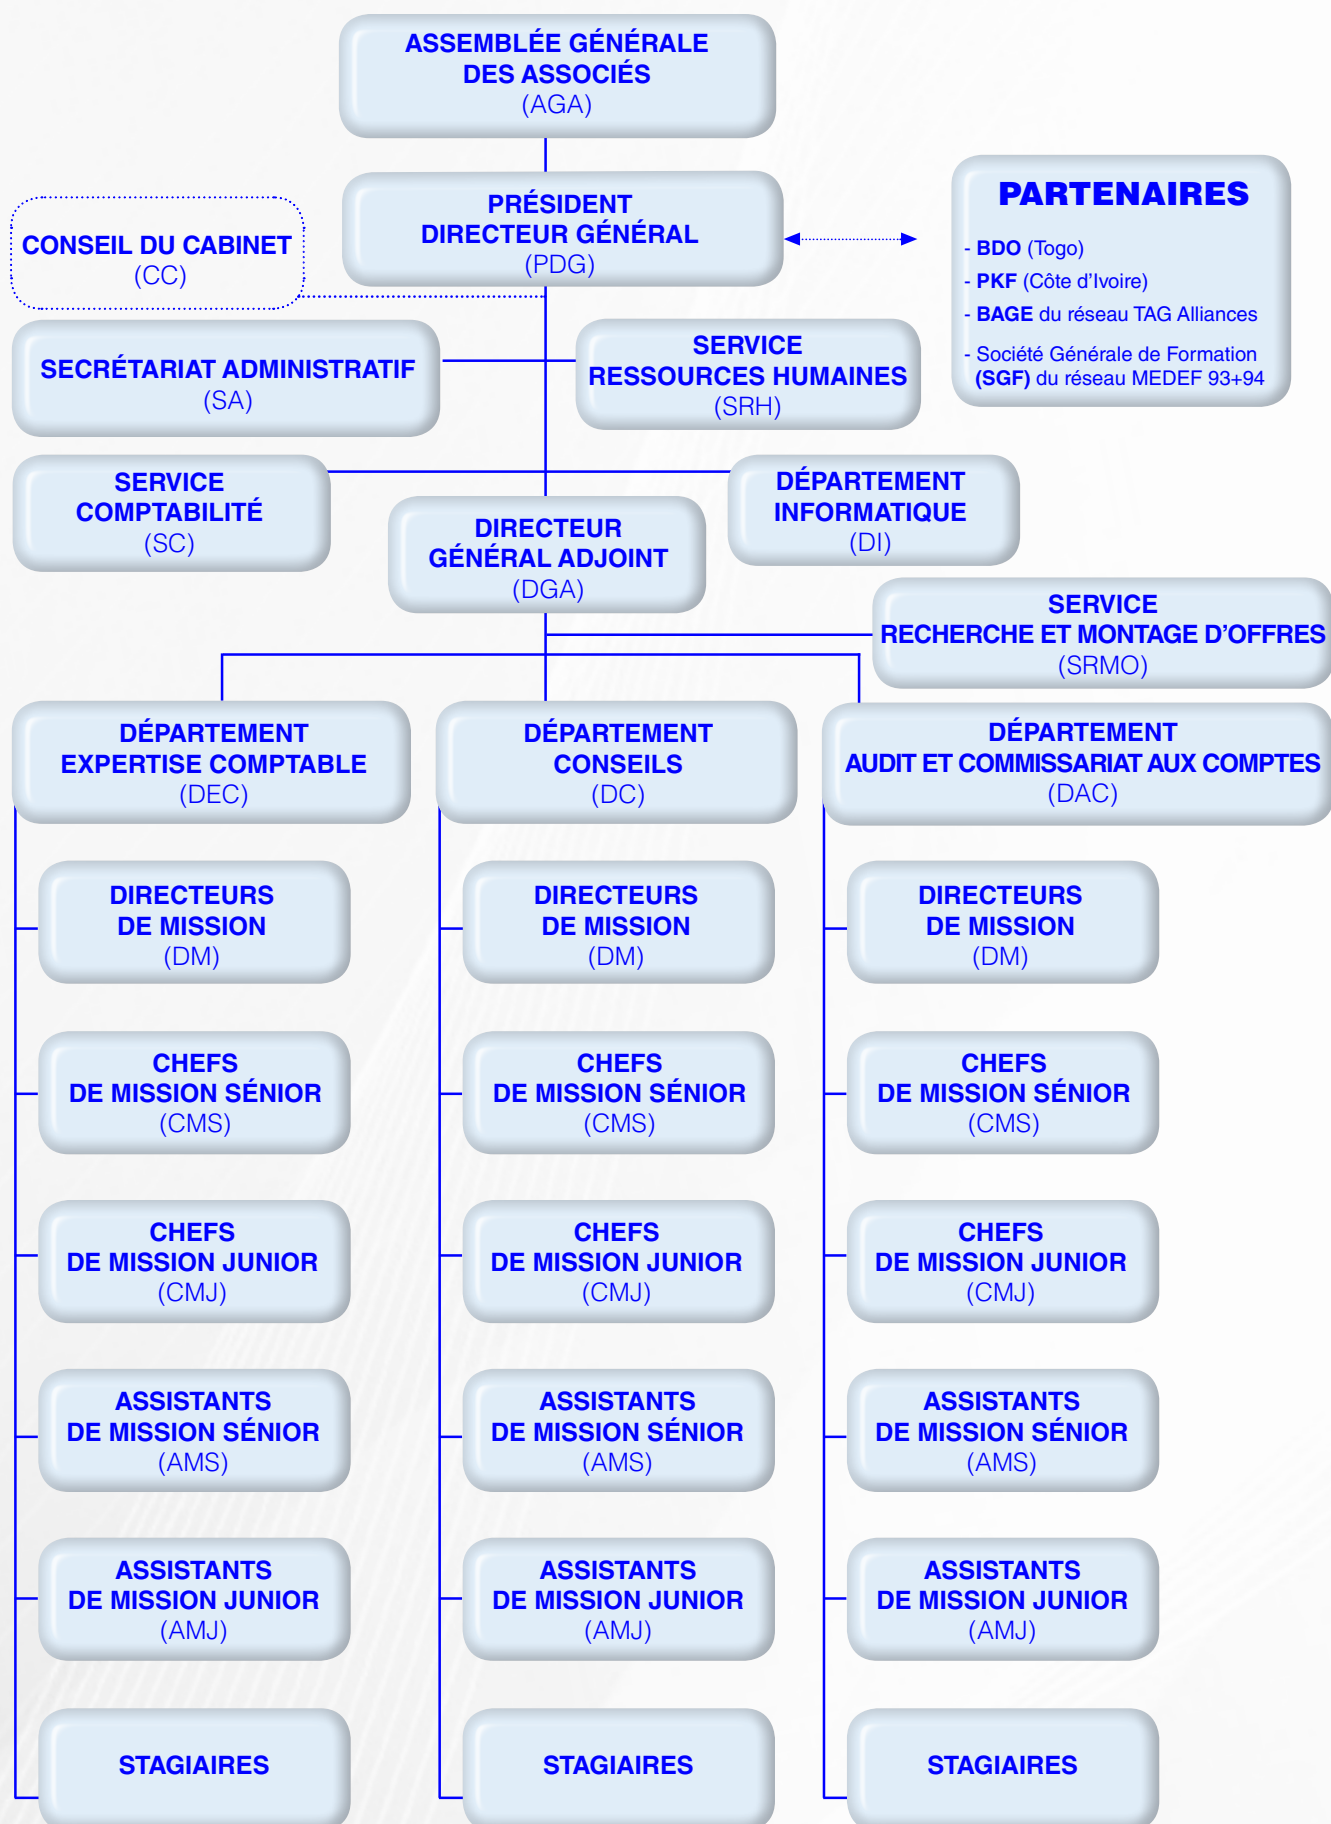 ASSEMBLÉE GÉNÉRALE
DES ASSOCIÉS
(AGA)
PRÉSIDENT
DIRECTEUR GÉNÉRAL
(PDG)
CONSEIL DU CABINET
(CC)
PARTENAIRES
- BDO (Togo)
- PKF (Côte d’Ivoire)
- BAGE du réseau TAG Alliances
- Société Générale de Formation
(SGF) du réseau MEDEF 93+94
SECRÉTARIAT ADMINISTRATIF
(SA)
SERVICE
RESSOURCES HUMAINES
(SRH)
SERVICE
COMPTABILITÉ
(SC)
DÉPARTEMENT
INFORMATIQUE
(DI)
DIRECTEUR
GÉNÉRAL ADJOINT
(DGA)
SERVICE
RECHERCHE ET MONTAGE D’OFFRES
(SRMO)
DÉPARTEMENT
EXPERTISE COMPTABLE
(DEC)
DÉPARTEMENT
CONSEILS
(DC)
DÉPARTEMENT
AUDIT ET COMMISSARIAT AUX COMPTES
(DAC)
DIRECTEURS
DE MISSION
(DM)
DIRECTEURS
DE MISSION
(DM)
DIRECTEURS
DE MISSION
(DM)
CHEFS
DE MISSION SÉNIOR
(CMS)
CHEFS
DE MISSION SÉNIOR
(CMS)
CHEFS
DE MISSION SÉNIOR
(CMS)
CHEFS
DE MISSION JUNIOR
(CMJ)
CHEFS
DE MISSION JUNIOR
(CMJ)
CHEFS
DE MISSION JUNIOR
(CMJ)
ASSISTANTS
DE MISSION SÉNIOR
(AMS)
ASSISTANTS
DE MISSION SÉNIOR
(AMS)
ASSISTANTS
DE MISSION SÉNIOR
(AMS)
ASSISTANTS
DE MISSION JUNIOR
(AMJ)
ASSISTANTS
DE MISSION JUNIOR
(AMJ)
ASSISTANTS
DE MISSION JUNIOR
(AMJ)
STAGIAIRES
STAGIAIRES
STAGIAIRES